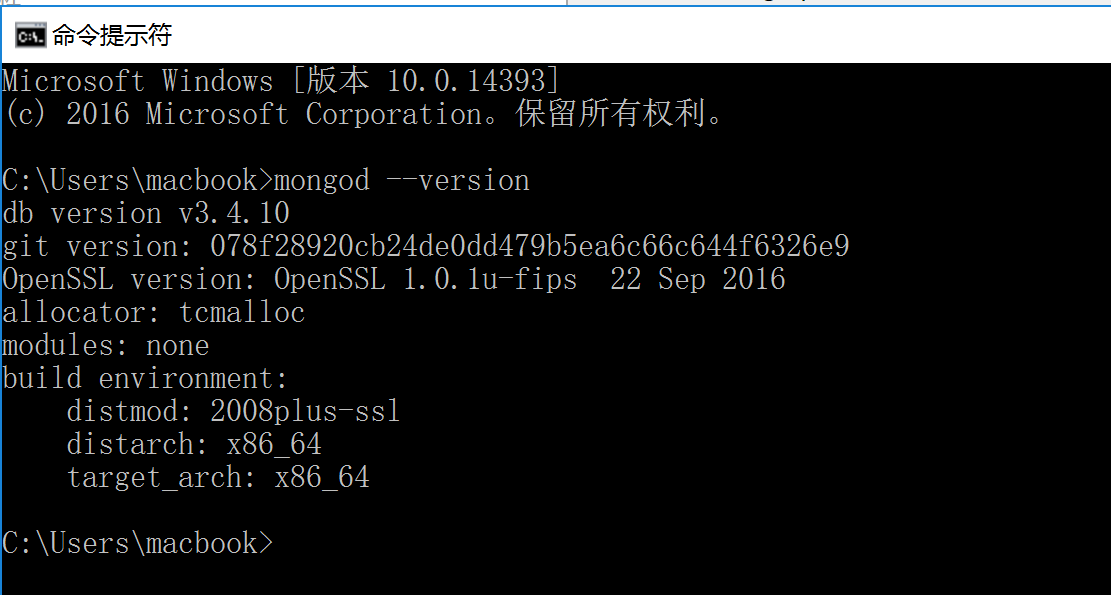 命令提示符
Microsoft Windows [版本 10.0.14393]
(c) 2016 Microsoft Corporation。保留所有权利。
C:\Users\macbook>mongod --version
db version v3.4.10
git version: 078f28920cb24de0dd479b5ea6c66c644f6326e9
OpenSSL version: OpenSSL 1.0.1u-fips  22 Sep 2016
allocator: tcmalloc
modules: none
build environment:
    distmod: 2008plus-ssl
    distarch: x86_64
    target_arch: x86_64
C:\Users\macbook>